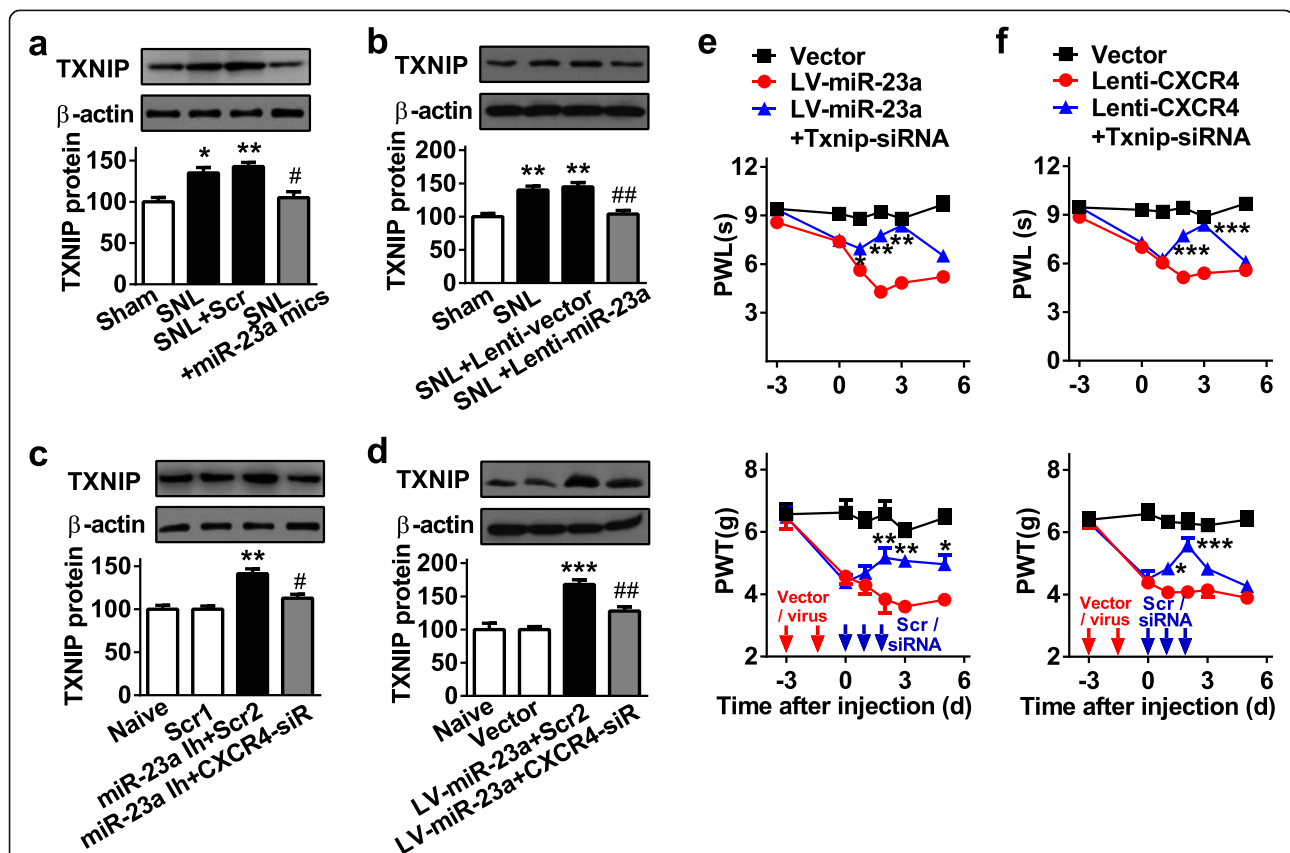 a
TXNIP
β-actin
TXNIP protein
150
100
50
0
*
**
#
Sham
SNL
SNL+Scr
SNL
+miR-23a mics
b
TXNIP
β-actin
TXNIP protein
200
150
100
50
0
**
**
##
Sham
SNL
SNL+Lenti-vector
SNL+Lenti-miR-23a
c
TXNIP
β-actin
TXNIP protein
150
100
50
0
**
#
Naive
Scr1
miR-23a Ih+Scr2
miR-23a Ih+CXCR4-siR
d
TXNIP
β-actin
TXNIP protein
200
150
100
50
0
***
##
Naive
Vector
LV-miR-23a+Scr2
LV-miR-23a+CXCR4-siR
e
Vector
LV-miR-23a
LV-miR-23a
+Txnip-siRNA
PWL(s)
12
9
6
3
*
**
**
-3 0 3 6
PWT(g)
8
6
4
2
**
**
*
Vector
/ virus
Scr /
siRNA
-3 0 3 6
Time after injection (d)
f
Vector
Lenti-CXCR4
Lenti-CXCR4
+Txnip-siRNA
PWL (s)
12
9
6
3
0
***
***
-3 0 3 6
PWT(g)
8
6
4
2
*
***
Vector
/ virus
Scr /
siRNA
-3 0 3 6
Time after injection (d)